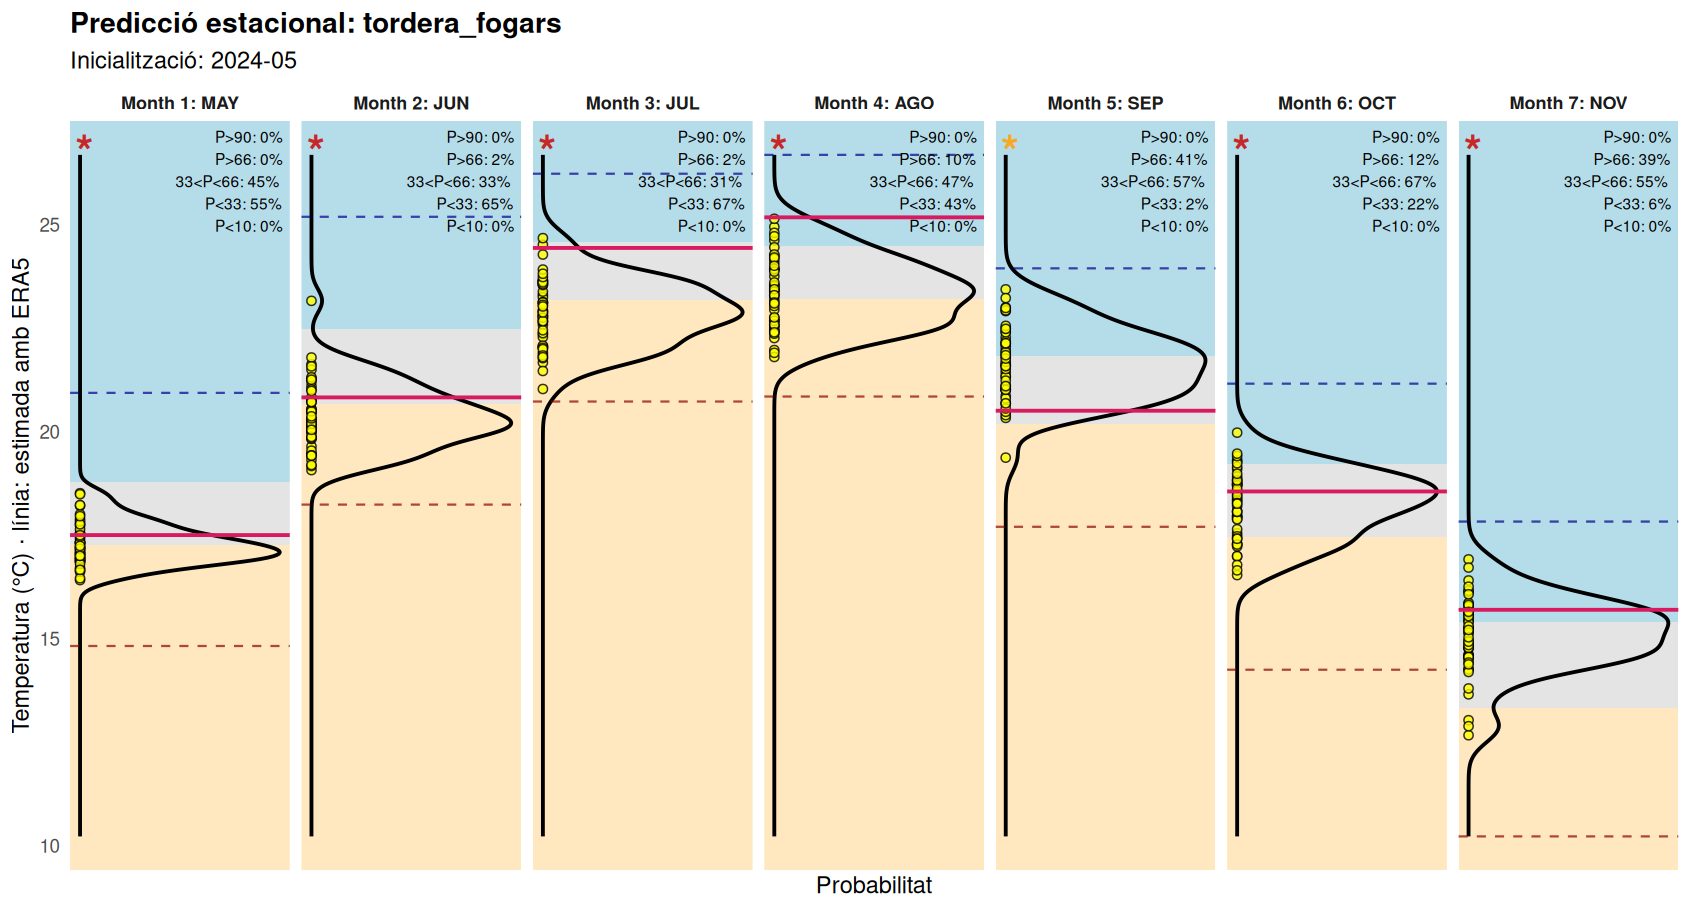 Predicció estacional: tordera_fogars
Inicialització: 2024-05
Month 1: MAY
Month 2: JUN
Month 3: JUL
Month 4: AGO
Month 5: SEP
Month 6: OCT
Month 7: NOV
*
P>90: 0%
P>66: 0%
33<P<66: 45%
P<33: 55%
P<10: 0%
*
P>90: 0%
P>66: 2%
33<P<66: 33%
P<33: 65%
P<10: 0%
*
P>90: 0%
P>66: 2%
33<P<66: 31%
P<33: 67%
P<10: 0%
*
P>90: 0%
P>66: 10%
33<P<66: 47%
P<33: 43%
P<10: 0%
*
P>90: 0%
P>66: 41%
33<P<66: 57%
P<33: 2%
P<10: 0%
*
P>90: 0%
P>66: 12%
33<P<66: 67%
P<33: 22%
P<10: 0%
*
P>90: 0%
P>66: 39%
33<P<66: 55%
P<33: 6%
P<10: 0%
25
20
15
10
Temperatura (°C) · línia: estimada amb ERA5
Probabilitat